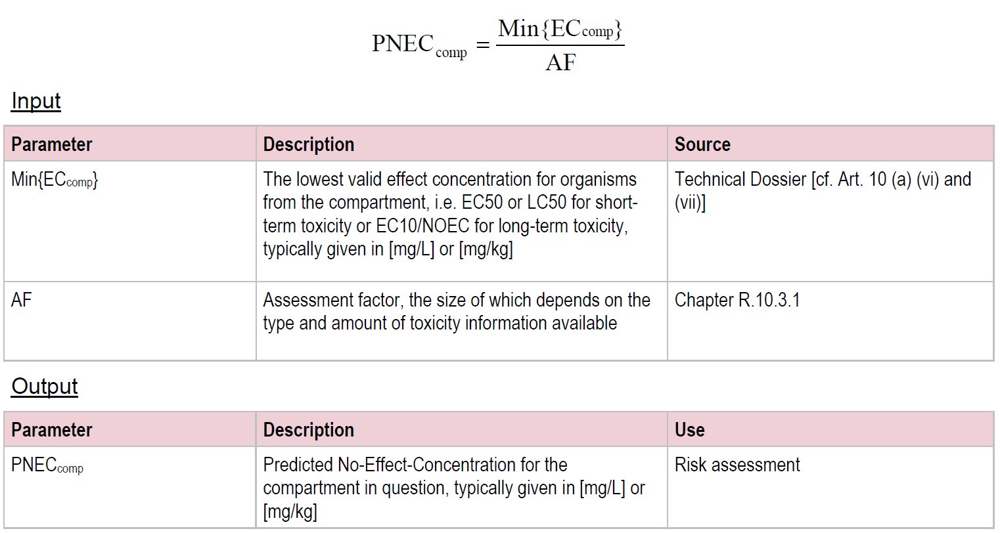 PNECcomp = Min{ECcomp} / AF
Input
Parameter Description Source
Min{ECcomp} The lowest valid effect concentration for organisms Technical Dossier [cf. Art. 10 (a) (vi) and
from the compartment, i.e. EC50 or LC50 for short- (vii)]
term toxicity or EC10/NOEC for long-term toxicity,
typically given in [mg/L] or [mg/kg]
AF Assessment factor, the size of which depends on the Chapter R.10.3.1
type and amount of toxicity information available
Output
Parameter Description Use
PNECcomp Predicted No-Effect-Concentration for the Risk assessment
compartment in question, typically given in [mg/L] or
[mg/kg]